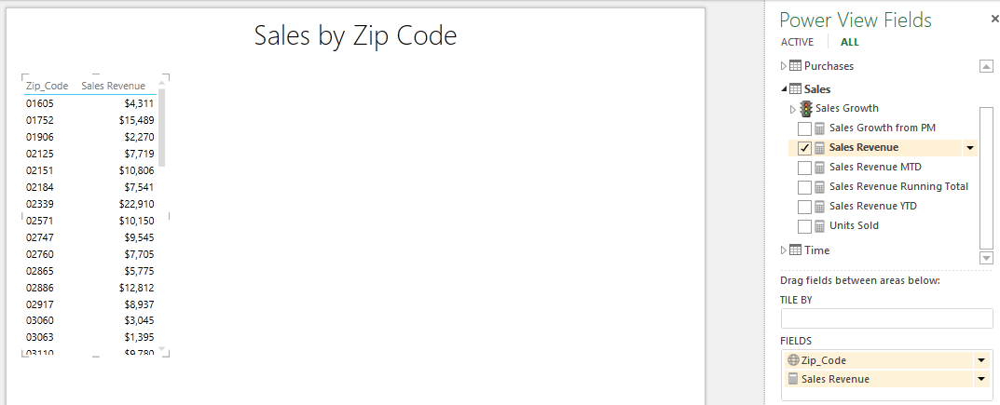 Sales by Zip Code
Zip_Code Sales Revenue
01605 $4,311
01752 $15,489
01906 $2,270
02125 $7,719
02151 $10,806
02184 $7,541
02339 $22,910
02571 $10,150
02747 $9,545
02760 $7,705
02865 $5,775
02886 $12,812
02917 $8,937
03060 $3,045
03063 $1,395
03110 $9,780
Power View Fields
ACTIVE ALL
Purchases
Sales
Sales Growth
Sales Growth from PM
Sales Revenue
Sales Revenue MTD
Sales Revenue Running Total
Sales Revenue YTD
Units Sold
Time
Drag fields between areas below:
TILE BY
FIELDS
Zip_Code
Sales Revenue